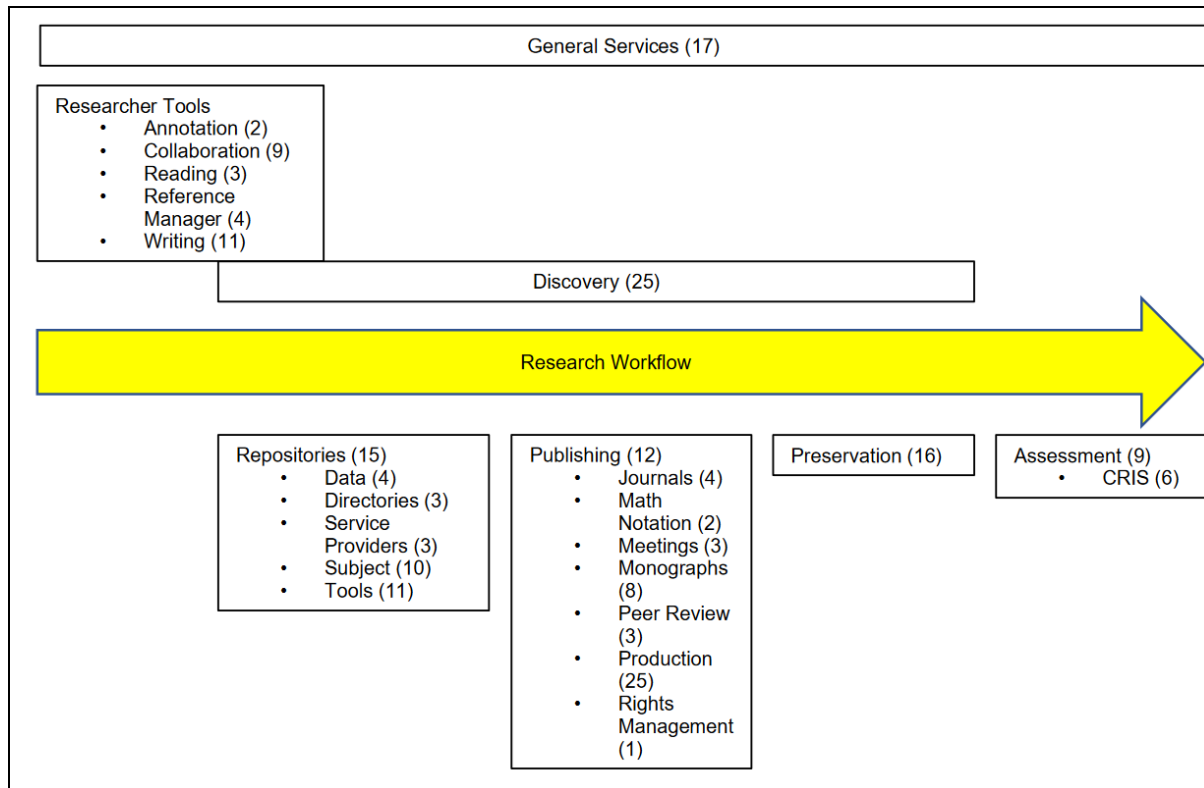 General Services (17)
Researcher Tools
• Annotation (2)
• Collaboration (9)
• Reading (3)
• Reference
Manager (4)
• Writing (11)
Discovery (25)
Research Workflow
Repositories (15)
• Data (4)
• Directories (3)
• Service
Providers (3)
• Subject (10)
• Tools (11)
Publishing (12)
• Journals (4)
• Math
Notation (2)
• Meetings (3)
• Monographs
(8)
• Peer Review
(3)
• Production
(25)
• Rights
Management
(1)
Preservation (16)
Assessment (9)
• CRIS (6)